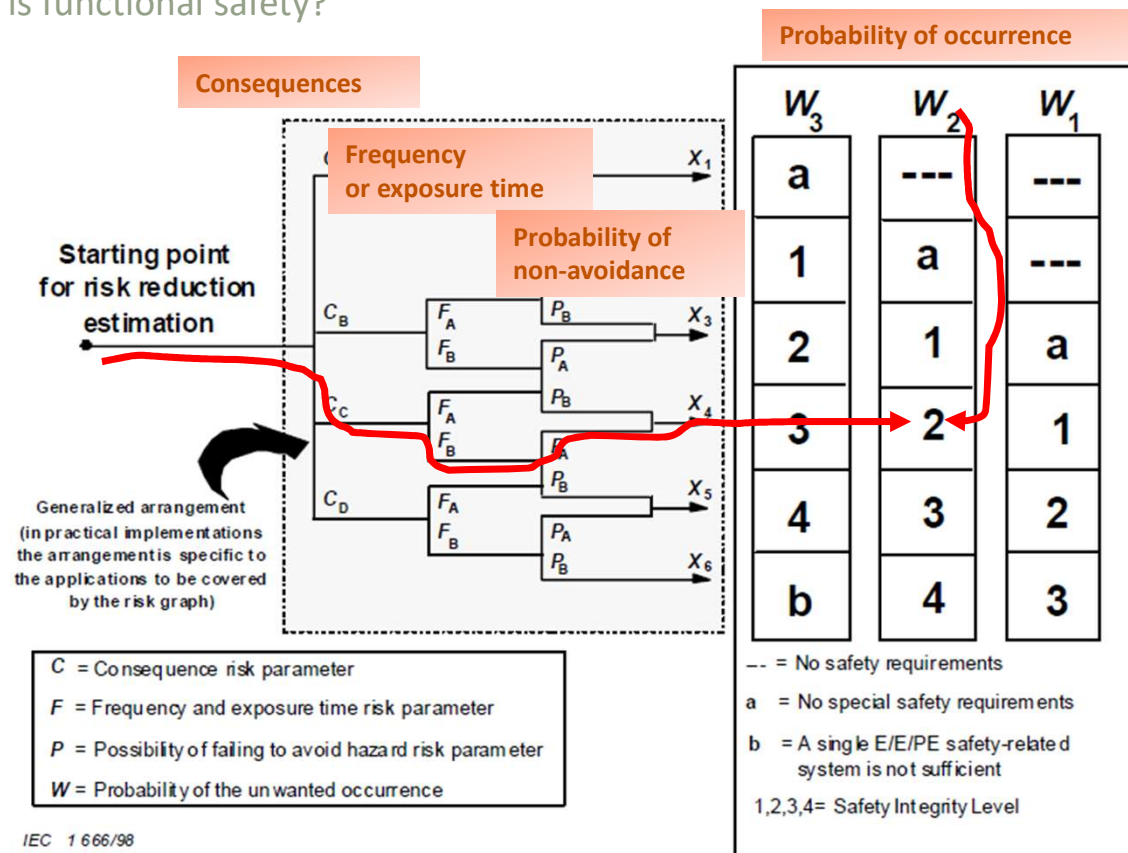 is functional safety?
Probability of occurrence
Consequences
Frequency
or exposure time
Probability of
non-avoidance
Starting point
for risk reduction
estimation
Generalized arrangement
(in practical implementations
the arrangement is specific to
the applications to be covered
by the risk graph)
C
X1
CB
FA
FB
PB
PA
X3
CC
FA
FB
PB
PA
X4
CD
FA
FB
PB
PA
PB
X5
X6
W3 W2 W1
a --- ---
1 a ---
2 1 a
3 2 1
4 3 2
b 4 3
C = Consequence risk parameter
F = Frequency and exposure time risk parameter
P = Possibility of failing to avoid hazard risk parameter
W = Probability of the unwanted occurrence
-- = No safety requirements
a = No special safety requirements
b = A single E/E/PE safety-related
system is not sufficient
1,2,3,4= Safety Integrity Level
IEC 1 666/98